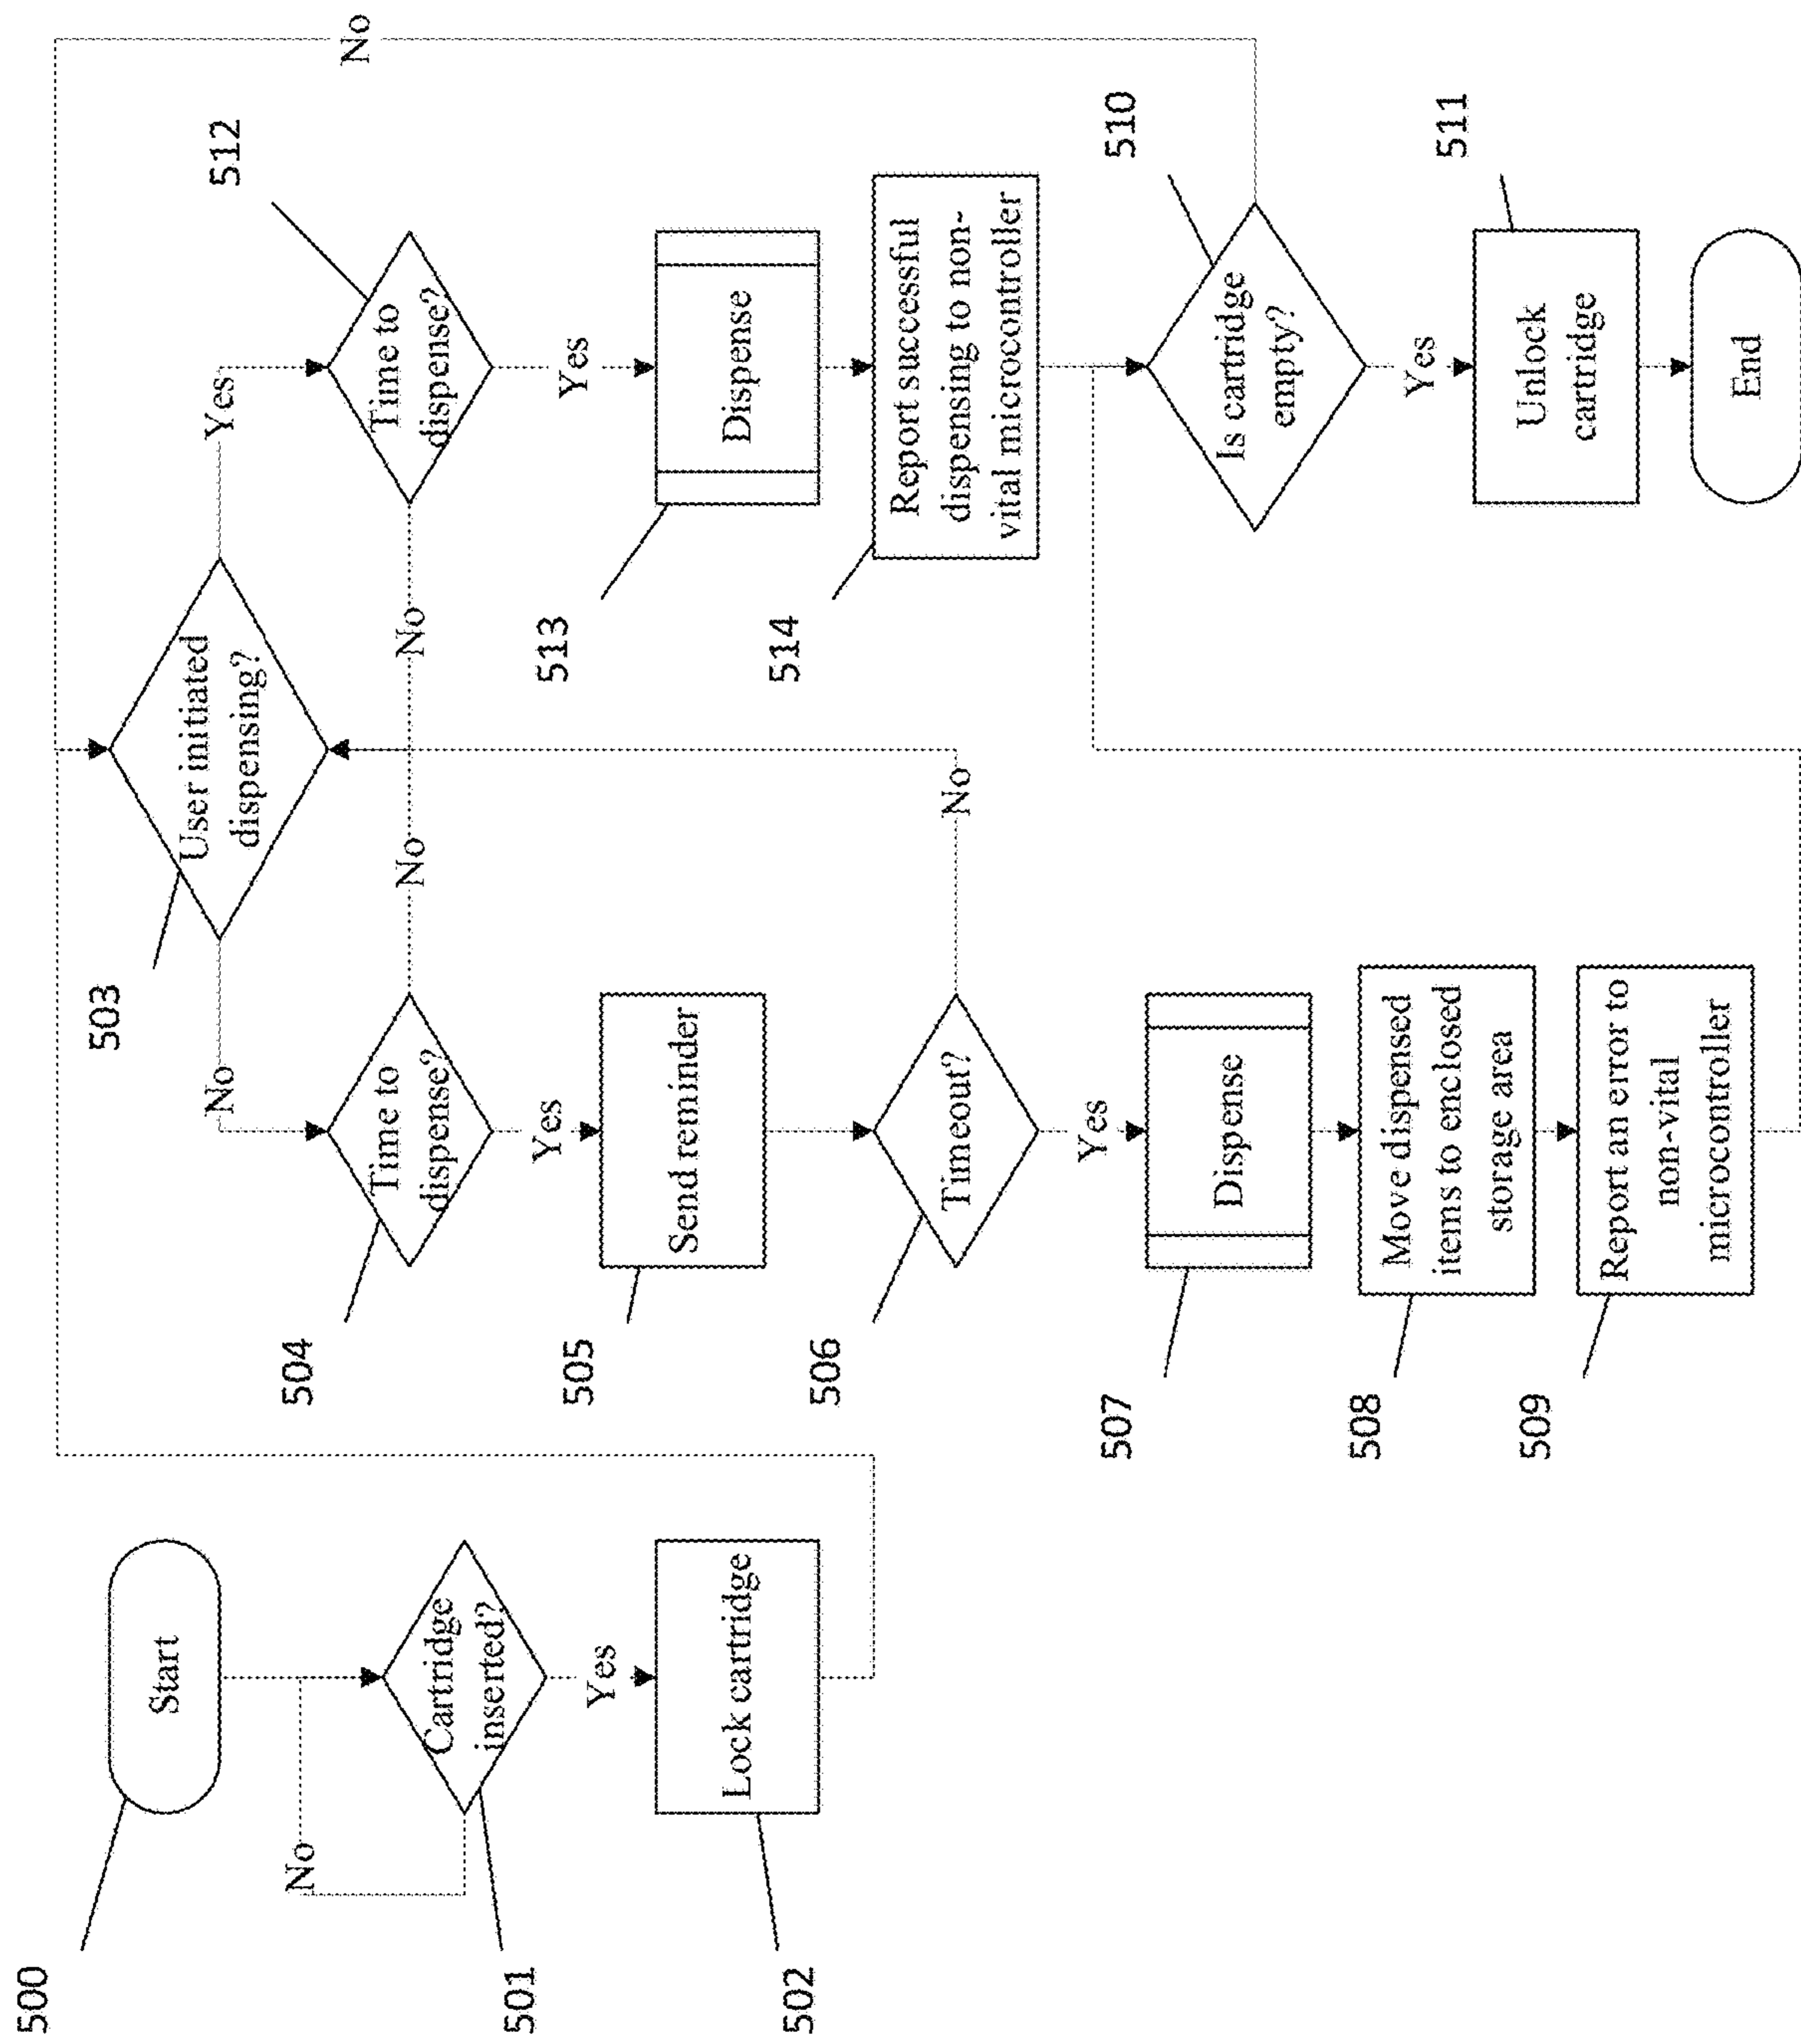 500
Start
No
501
Cartridge
inserted?
Yes
502
Lock cartridge
503
User initiated
dispensing?
No
Yes
504
Time to
dispense?
No
Yes
505
Send reminder
506
Timeout?
No
Yes
507
Dispense
508
Move dispensed
items to enclosed
storage area
509
Report an error to
non-vital
microcontroller
512
Time to
dispense?
No
Yes
513
Dispense
514
Report successful
dispensing to non-
vital microcontroller
510
Is cartridge
empty?
No
Yes
511
Unlock
cartridge
End